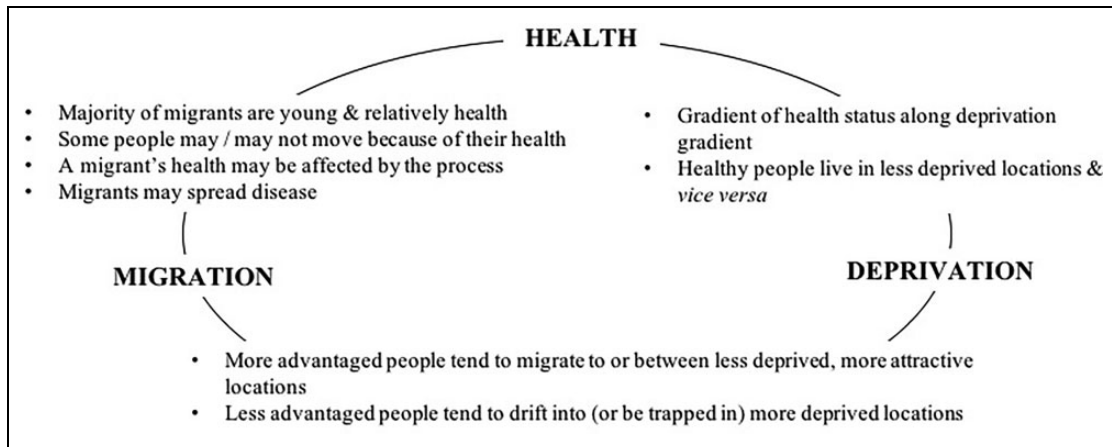 HEALTH
• Majority of migrants are young & relatively health
• Some people may / may not move because of their health
• A migrant's health may be affected by the process
• Migrants may spread disease
• Gradient of health status along deprivation
gradient
• Healthy people live in less deprived locations &
vice versa
MIGRATION
DEPRIVATION
• More advantaged people tend to migrate to or between less deprived, more attractive
locations
• Less advantaged people tend to drift into (or be trapped in) more deprived locations